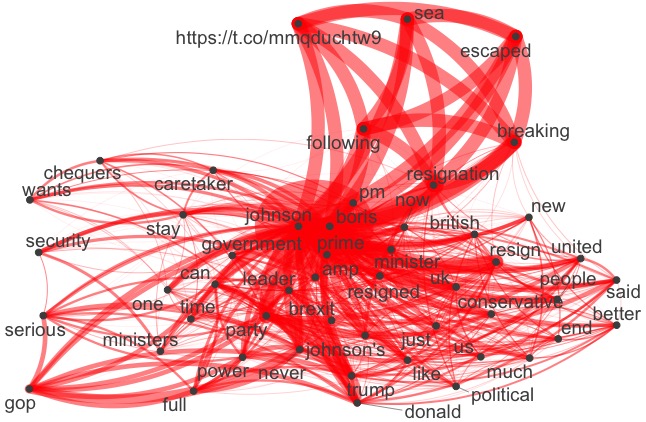 sea
https://t.co/mmqduchtw9
escaped
following
breaking
chequers
resignation
wants
caretaker
pm
now
new
johnson
boris
british
stay
security
government
prime
resign
united
minister
can
leader
amp
uk
people
said
resigned
one
time
brexit
conservative
better
serious
party
just
end
ministers
johnson's
us
power
never
like
much
gop
full
trump
political
donald